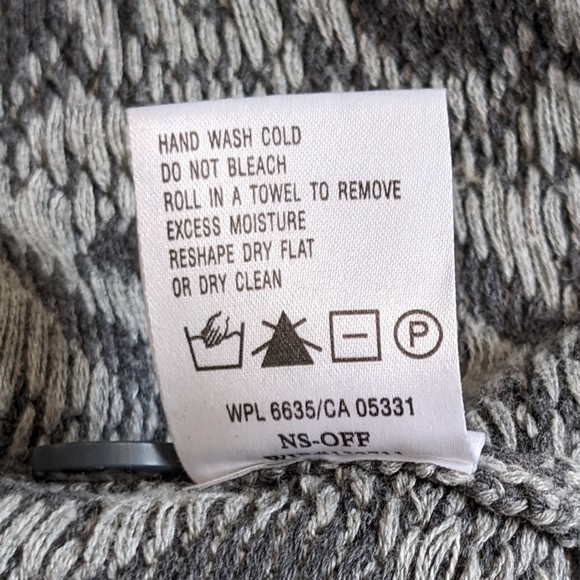 HAND WASH COLD
DO NOT BLEACH
ROLL IN A TOWEL TO REMOVE
EXCESS MOISTURE
RESHAPE DRY FLAT
OR DRY CLEAN
P
WPL 6635/CA 05331
NS-OFF